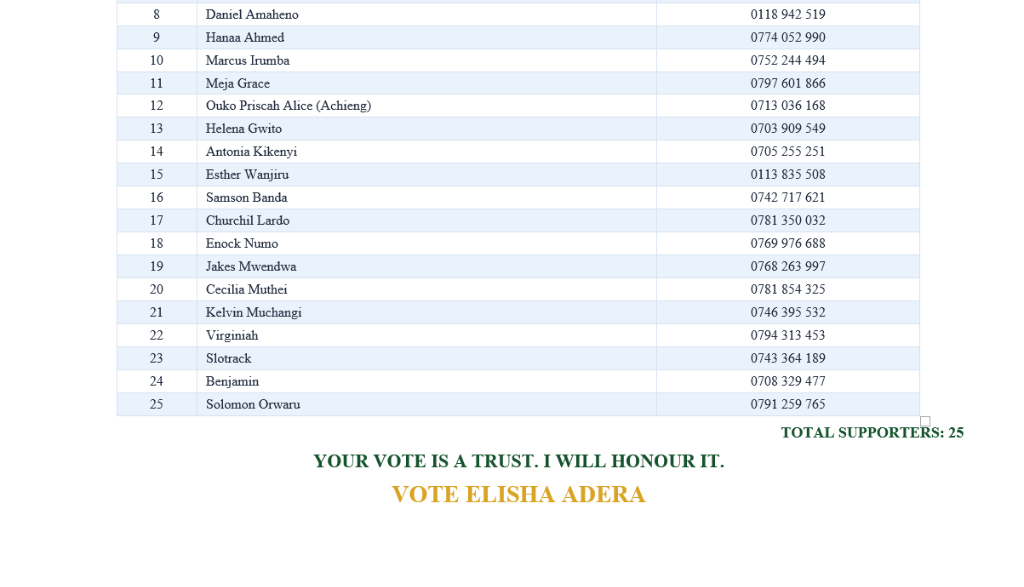 8 Daniel Amaheno 0118 942 519
9 Hanaa Ahmed 0774 052 990
10 Marcus Irumba 0752 244 494
11 Meja Grace 0797 601 866
12 Ouko Priscah Alice (Achieng) 0713 036 168
13 Helena Gwito 0703 909 549
14 Antonia Kikenyi 0705 255 251
15 Esther Wanjiru 0113 835 508
16 Samson Banda 0742 717 621
17 Churchil Lardo 0781 350 032
18 Enock Numo 0769 976 688
19 Jakes Mwendwa 0768 263 997
20 Cecilia Muthei 0781 854 325
21 Kelvin Muchangi 0746 395 532
22 Virginiah 0794 313 453
23 Slotrack 0743 364 189
24 Benjamin 0708 329 477
25 Solomon Orwaru 0791 259 765
TOTAL SUPPORTERS: 25
YOUR VOTE IS A TRUST. I WILL HONOUR IT.
VOTE ELISHA ADERA